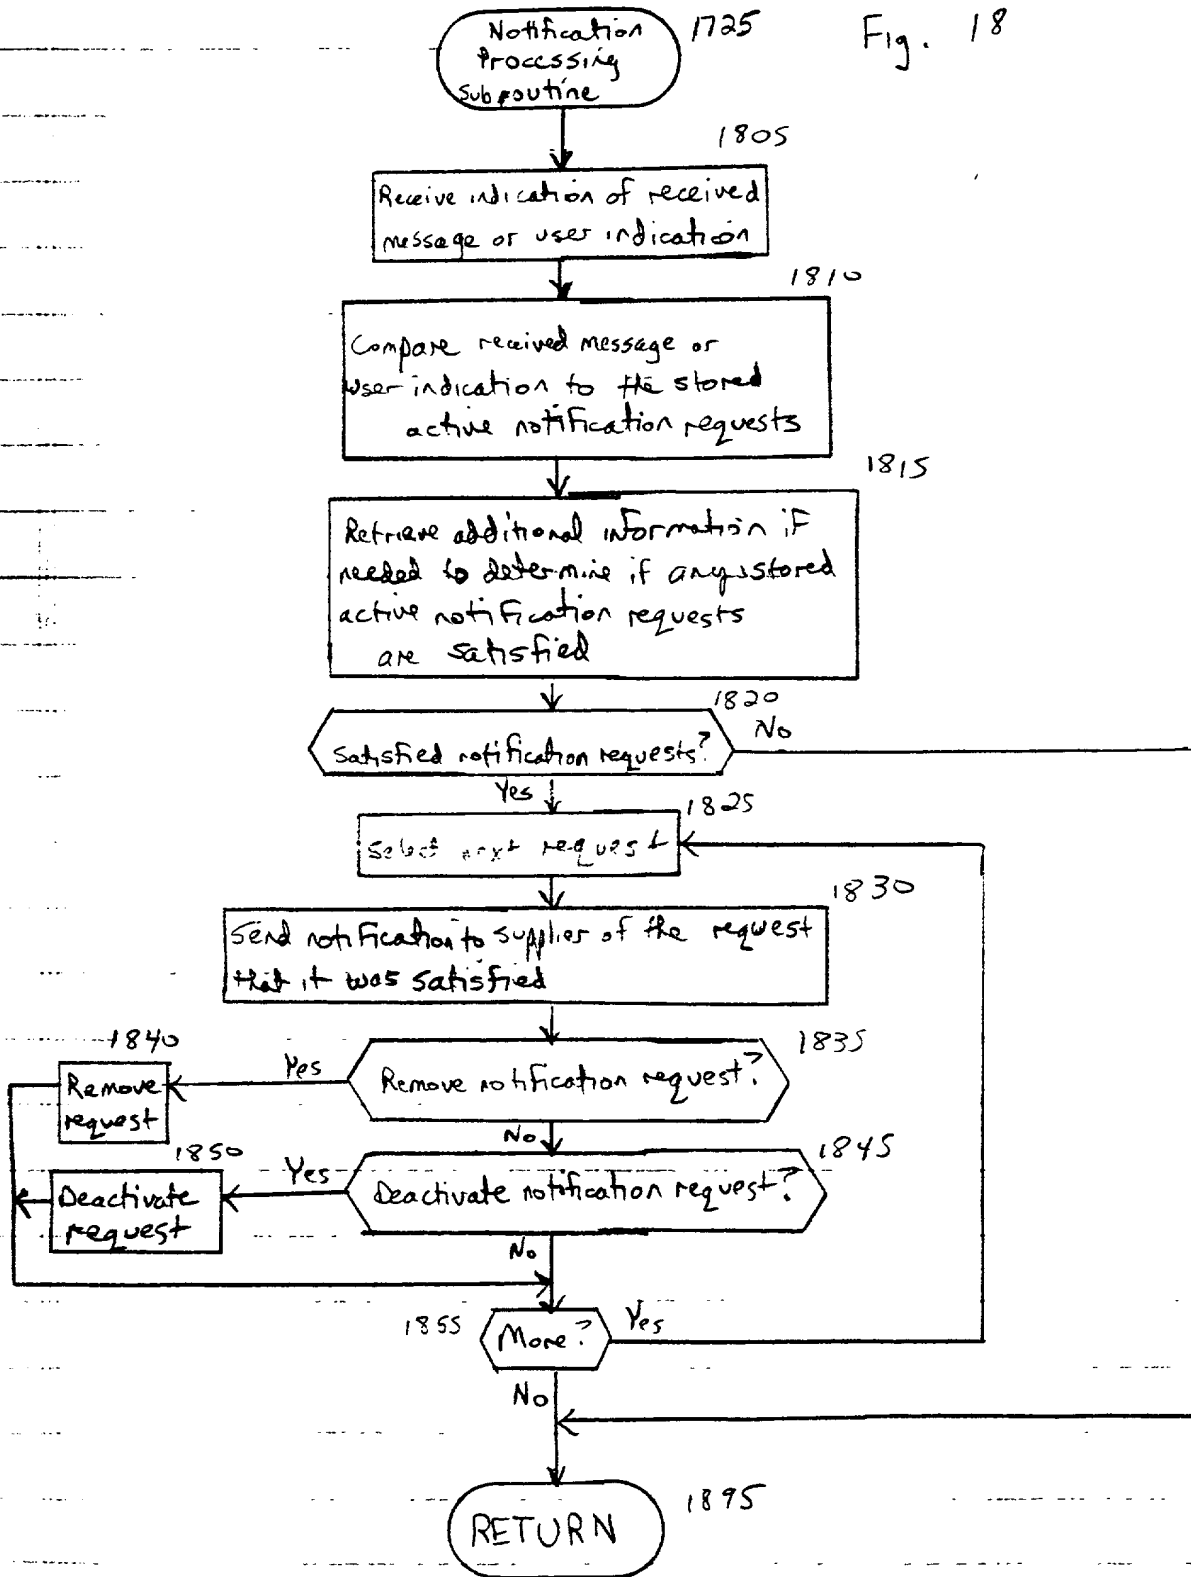 Fig. 18
Notification
Processing
Subroutine
1725
1805
Receive indication of received
message or user indication
1810
Compare received message or
user indication to the stored
active notification requests
1815
Retrieve additional information if
needed to determine if any stored
active notification requests
are satisfied
1820
Satisfied notification requests?
No
Yes
1825
Select next request
1830
Send notification to supplier of the request
that it was satisfied
1835
Remove notification request?
Yes
1840
Remove
request
No
1845
Deactivate notification request?
Yes
1850
Deactivate
request
No
1855
More?
Yes
No
RETURN
1895